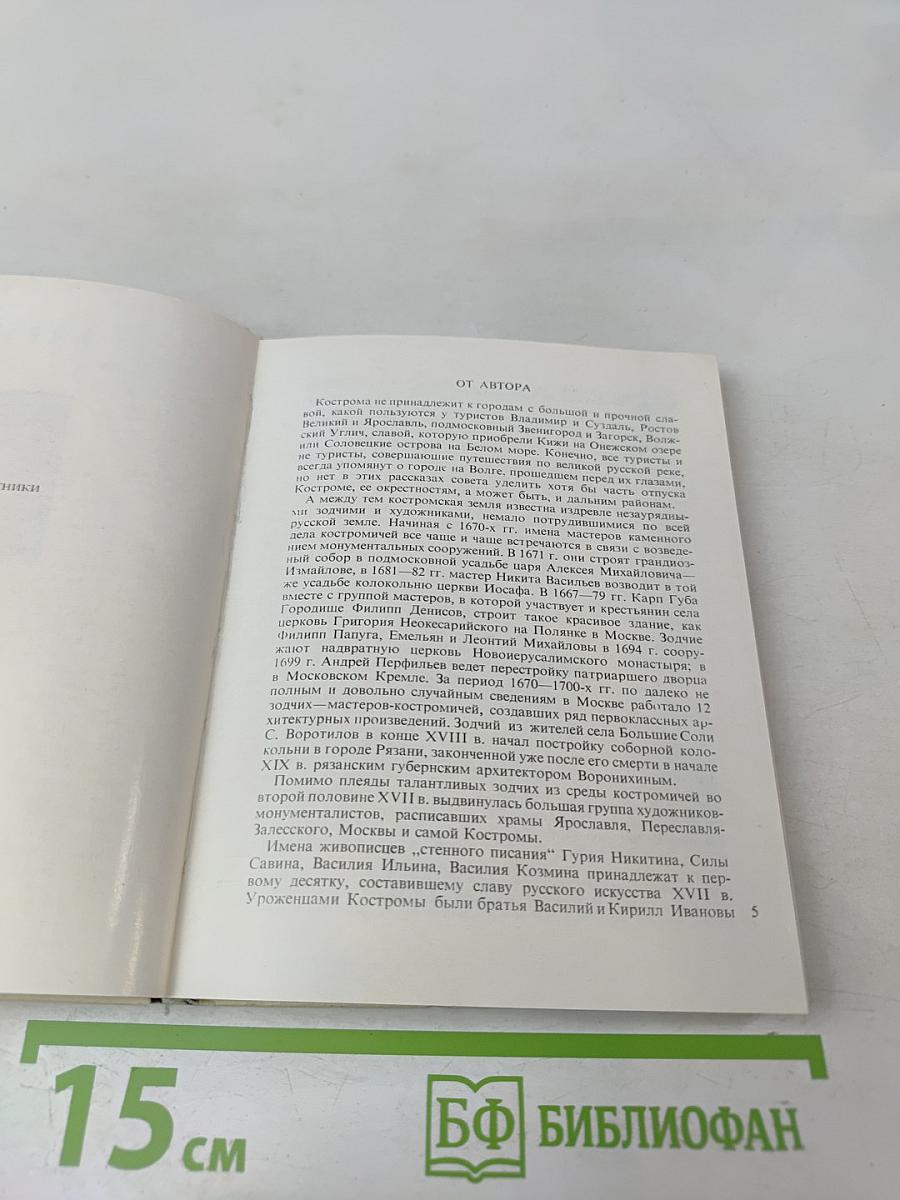 тники
ОТ АВТОРА
Кострома не принадлежит к городам с большой и прочной сла-
вой, какой пользуются у туристов Владимир и Суздаль, Ростов
Великий и Ярославль, подмосковный Звенигород и Загорск, Волж-
ский Углич, славой, которую приобрели Кижи на Онежском озере
или Соловецкие острова на Белом море. Конечно, все туристы и
не туристы, совершающие путешествия по великой русской реке,
всегда упомянут о городе на Волге, прошедшем перед их глазами,
но нет в этих рассказах совета уделить хотя бы часть отпуска
Костроме, ее окрестностям, а может быть, и дальним районам.
А между тем костромская земля известна издревле незаурядны-
ми зодчими и художниками, немало потрудившимися по всей
русской земле. Начиная с 1670-х гг. имена мастеров каменного
дела костромичей все чаще и чаще встречаются в связи с возведе-
нием монументальных сооружений. В 1671 г. они строят грандиоз-
ный собор в подмосковной усадьбе царя Алексея Михайловича—
Измайлове, в 1681—82 гг. мастер Никита Васильев возводит в той
же усадьбе колокольню церкви Иосафа. В 1667—79 гг. Карп Губа
вместе с группой мастеров, в которой участвует и крестьянин села
Городище Филипп Денисов, строит такое красивое здание, как
церковь Григория Неокесарийского на Полянке в Москве. Зодчие
Филипп Папуга, Емельян и Леонтий Михайловы в 1694 г. соору-
жают надвратную церковь Новоиерусалимского монастыря; в
1699 г. Андрей Перфильев ведет перестройку патриаршего дворца
в Московском Кремле. За период 1670—1700-х гг. по далеко не
полным и довольно случайным сведениям в Москве работало 12
зодчих—мастеров-костромичей, создавших ряд первоклассных ар-
хитектурных произведений. Зодчий из жителей села Большие Соли
С. Воротилов в конце XVIII в. начал постройку соборной коло-
кольни в городе Рязани, законченной уже после его смерти в начале
XIX в. рязанским губернским архитектором Воронихиным.
Помимо плеяды талантливых зодчих из среды костромичей во
второй половине XVII в. выдвинулась большая группа художников-
монументалистов, расписавших храмы Ярославля, Переславля-
Залесского, Москвы и самой Костромы.
Имена живописцев „стенного писания“ Гурия Никитина, Силы
Савина, Василия Ильина, Василия Козмина принадлежат к пер-
вому десятку, составившему славу русского искусства XVII в.
Уроженцами Костромы были братья Василий и Кирилл Ивановы 5
15 см
БФ БИБЛИОФАН